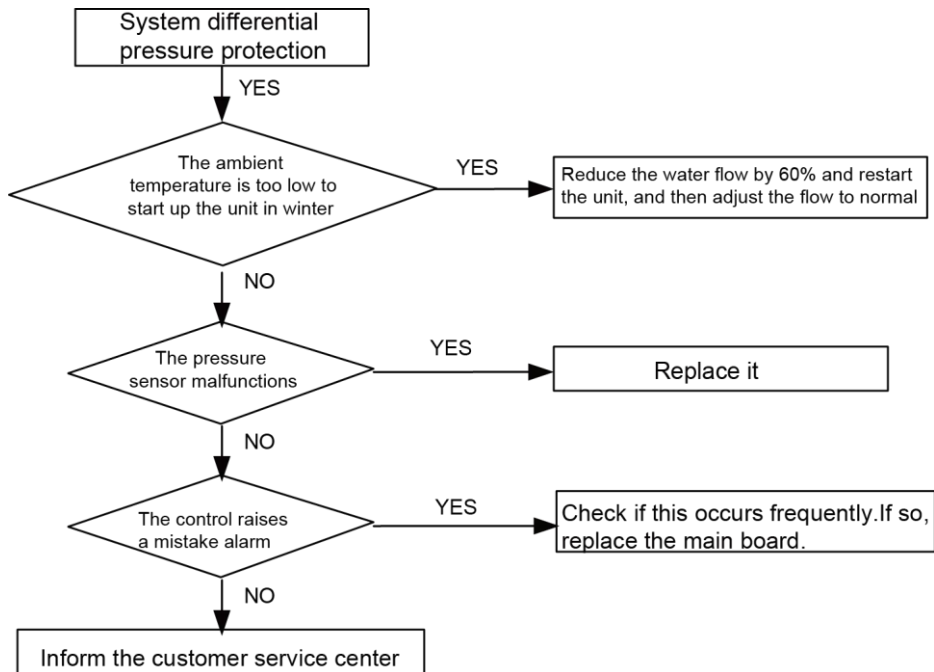 System differential
pressure protection
YES
The ambient
temperature is too low to
start up the unit in winter
YES
Reduce the water flow by 60% and restart
the unit, and then adjust the flow to normal
NO
The pressure
sensor malfunctions
YES
Replace it
NO
The control raises
a mistake alarm
YES
Check if this occurs frequently.If so,
replace the main board.
NO
Inform the customer service center